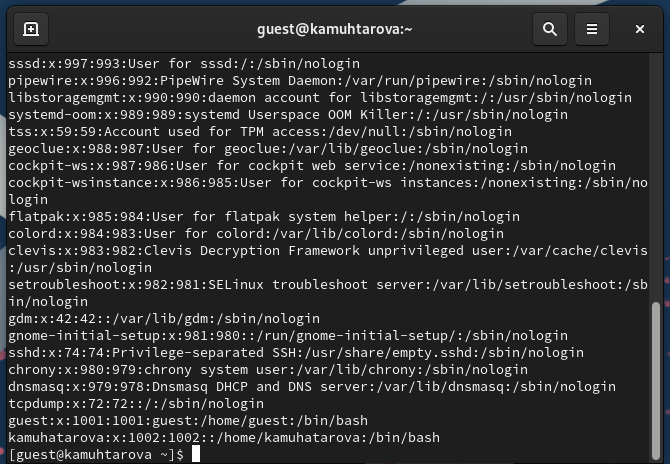 guest@kamuhtarova:~
sssd:x:997:993:User for sssd:/:/sbin/nologin
pipewire:x:996:992:PipeWire System Daemon:/var/run/pipewire:/sbin/nologin
libstoragemgmt:x:990:990:daemon account for libstoragemgmt:/:/usr/sbin/nologin
systemd-oom:x:989:989:systemd Userspace OOM Killer:/:/usr/sbin/nologin
tss:x:59:59:Account used for TPM access:/dev/null:/sbin/nologin
geoclue:x:988:987:User for geoclue:/var/lib/geoclue:/sbin/nologin
cockpit-ws:x:987:986:User for cockpit web service:/nonexisting:/sbin/nologin
cockpit-wsinstance:x:986:985:User for cockpit-ws instances:/nonexisting:/sbin/no
login
flatpak:x:985:984:User for flatpak system helper:/:/sbin/nologin
colord:x:984:983:User for colord:/var/lib/colord:/sbin/nologin
clevis:x:983:982:Clevis Decryption Framework unprivileged user:/var/cache/clevis
:/usr/sbin/nologin
setroubleshoot:x:982:981:SELinux troubleshoot server:/var/lib/setroubleshoot:/sb
in/nologin
gdm:x:42:42::/var/lib/gdm:/sbin/nologin
gnome-initial-setup:x:981:980::/run/gnome-initial-setup/:/sbin/nologin
sshd:x:74:74:Privilege-separated SSH:/usr/share/empty.sshd:/sbin/nologin
chrony:x:980:979:chrony system user:/var/lib/chrony:/sbin/nologin
dnsmasq:x:979:978:Dnsmasq DHCP and DNS server:/var/lib/dnsmasq:/sbin/nologin
tcpdump:x:72:72::/:/sbin/nologin
guest:x:1001:1001:guest:/home/guest:/bin/bash
kamuhatarova:x:1002:1002::/home/kamuhatarova:/bin/bash
[guest@kamuhtarova ~]$